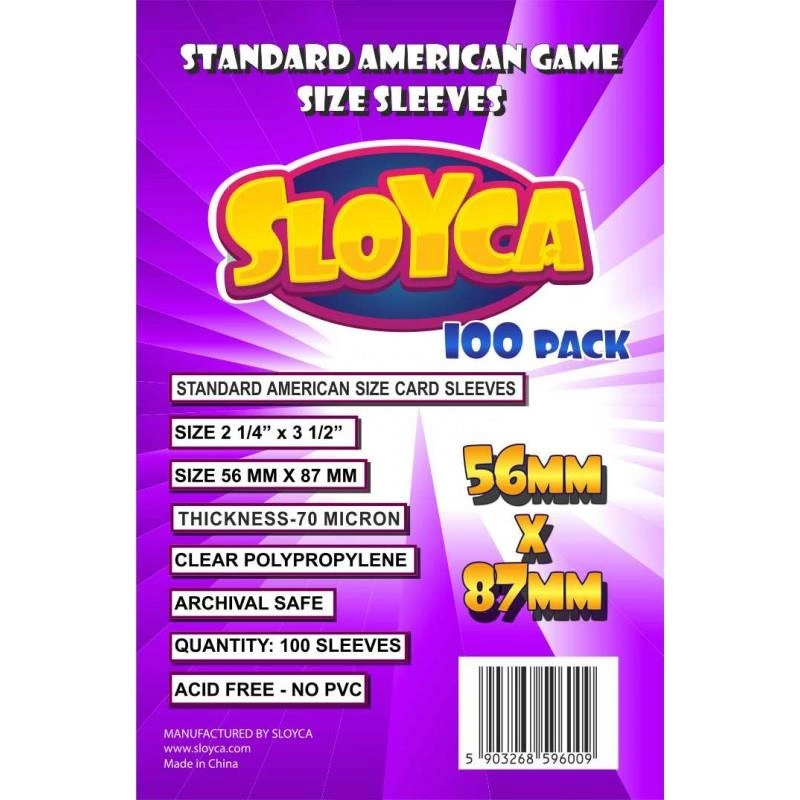 STANDARD AMERICAN GAME
SIZE SLEEVES
SLOYCA
100 PACK
STANDARD AMERICAN SIZE CARD SLEEVES
SIZE 2 1/4” x 3 1/2”
SIZE 56 MM X 87 MM
THICKNESS-70 MICRON
CLEAR POLYPROPYLENE
ARCHIVAL SAFE
QUANTITY: 100 SLEEVES
ACID FREE - NO PVC
56MM
X
87MM
MANUFACTURED BY SLOYCA
www.sloyca.com
Made in China
5 903268 596009